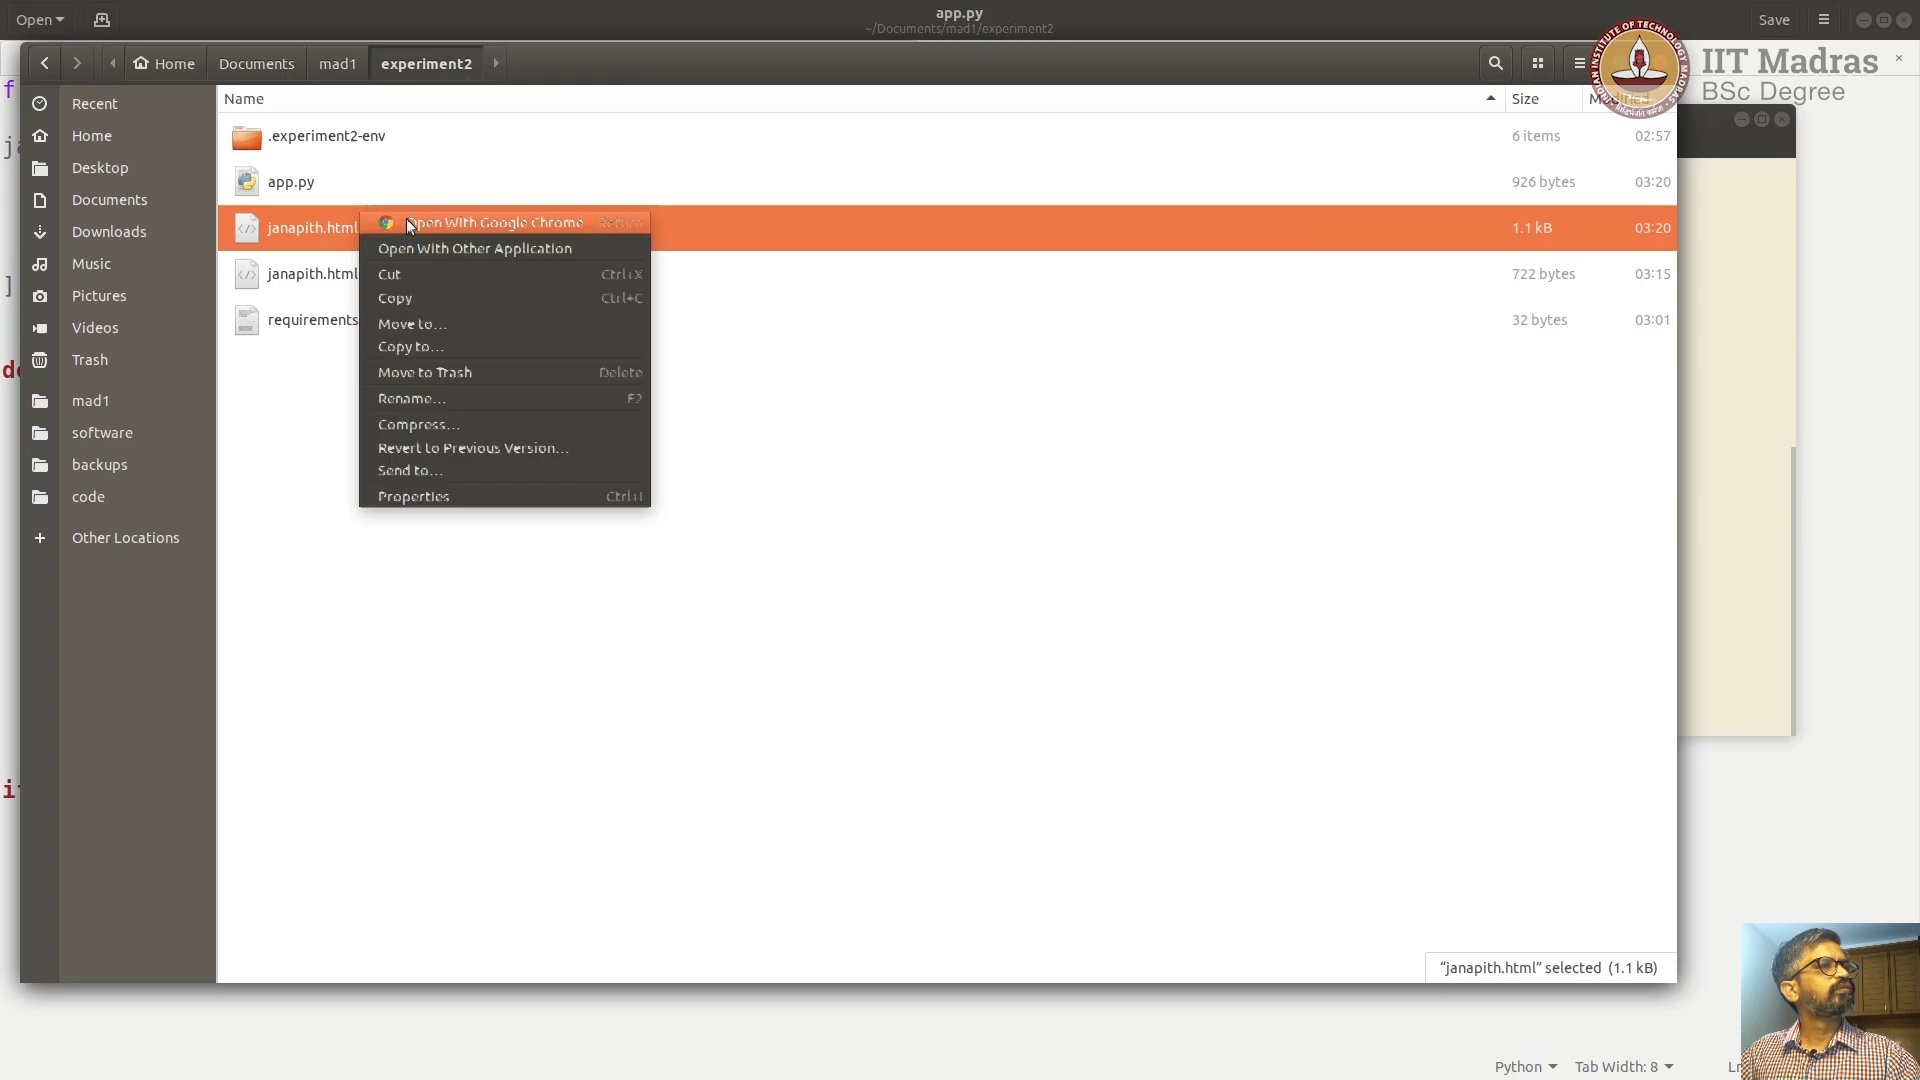 Open
app.py
~/Documents/mad1/experiment2
Save
Home
Documents
mad1
experiment2
IIT Madras
BSc Degree
Recent
Home
Desktop
Documents
Downloads
Music
Pictures
Videos
Trash
mad1
software
backups
code
Other Locations
Name
Size
.experiment2-env
6 items
02:57
app.py
926 bytes
03:20
janapith.html
1.1 kB
03:20
janapith.html
722 bytes
03:15
requirements
32 bytes
03:01
Open With Google Chrome
Return
Open With Other Application
Cut
Ctrl+X
Copy
Ctrl+C
Move to…
Copy to…
Move to Trash
Delete
Rename…
F2
Compress…
Revert to Previous Version…
Send to…
Properties
Ctrl+I
“janapith.html” selected (1.1 kB)
Python
Tab Width: 8